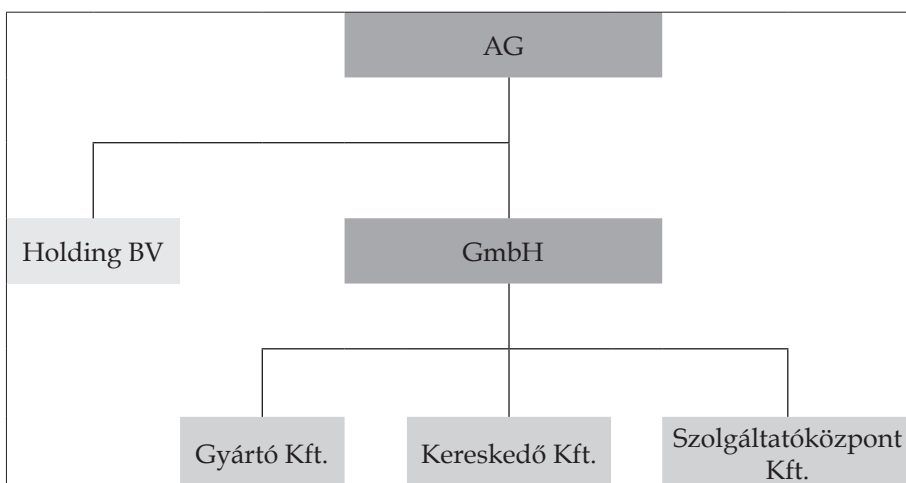 AG
Holding BV
GmbH
Gyártó Kft.
Kereskedő Kft.
Szolgáltatóközpont
Kft.